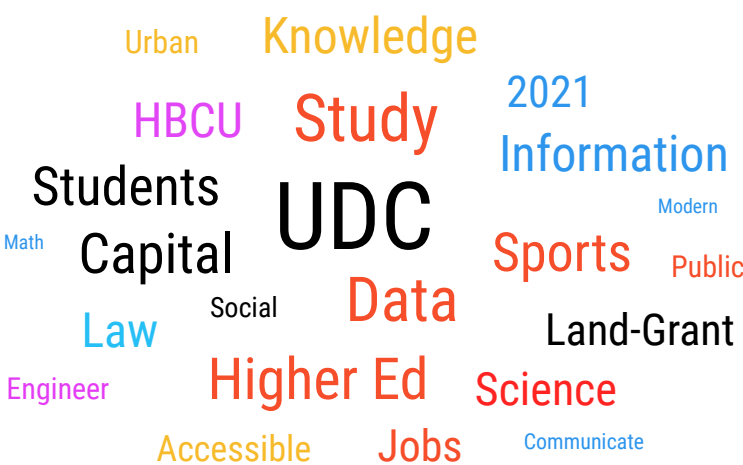 Urban
Knowledge
HBCU
Study
2021
Information
Students
UDC
Modern
Math
Capital
Sports
Public
Social
Data
Law
Land-Grant
Engineer
Higher Ed
Science
Accessible
Jobs
Communicate